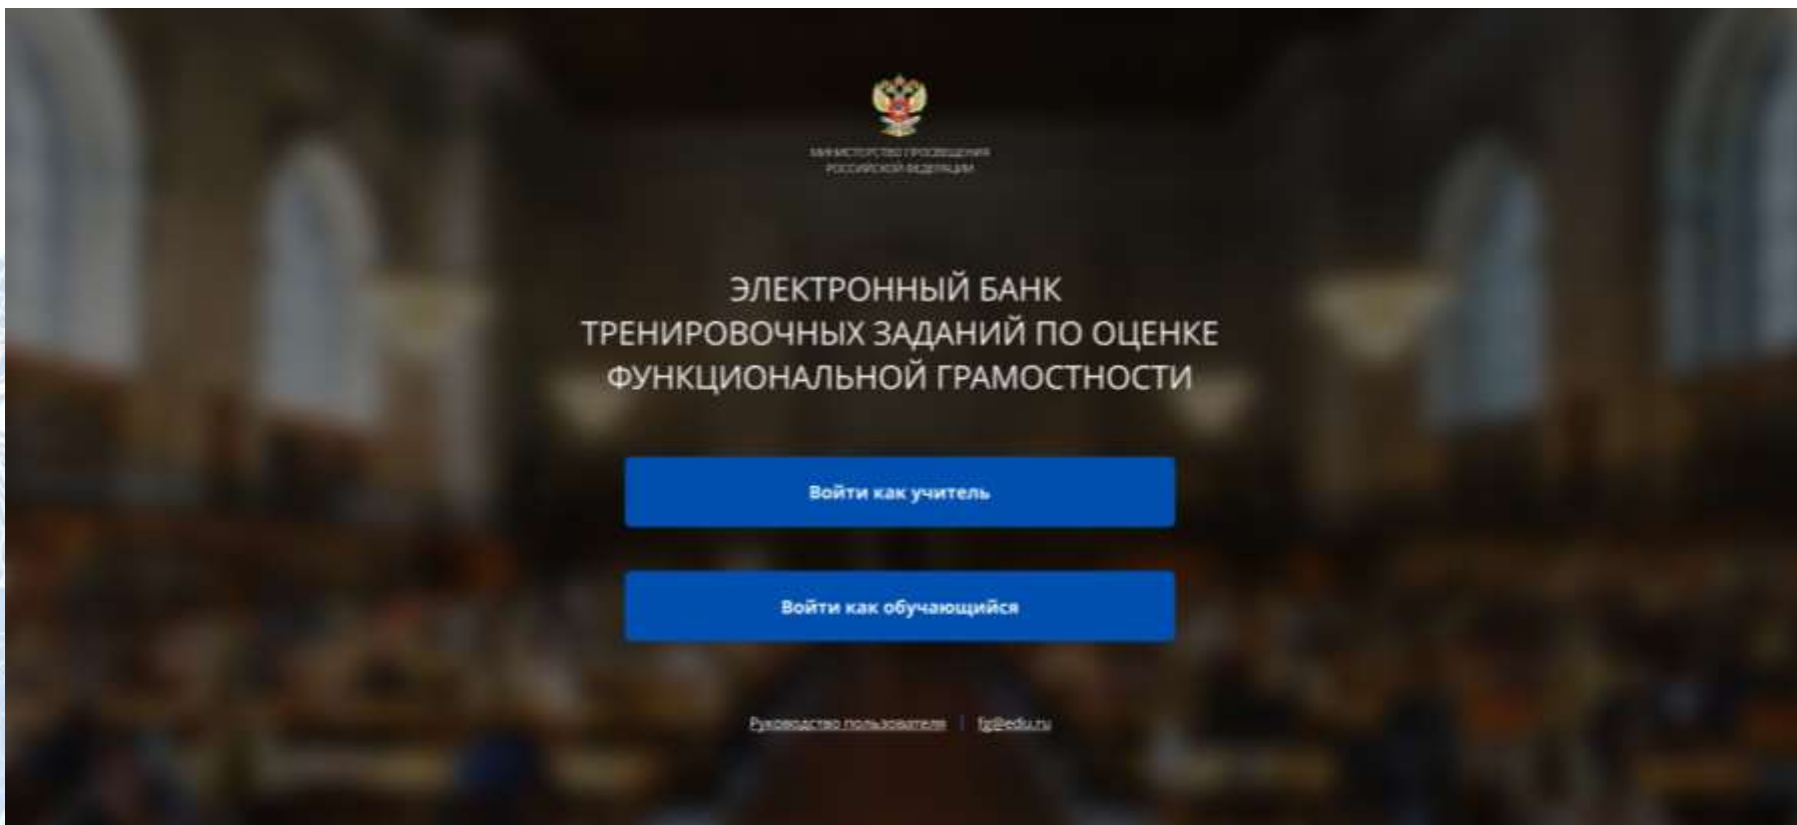 МИНИСТЕРСТВО ПРОСВЕЩЕНИЯ
РОССИЙСКОЙ ФЕДЕРАЦИИ
ЭЛЕКТРОННЫЙ БАНК
ТРЕНИРОВОЧНЫХ ЗАДАНИЙ ПО ОЦЕНКЕ
ФУНКЦИОНАЛЬНОЙ ГРАМОСТНОСТИ
Войти как учитель
Войти как обучающийся
Руководство пользователя | fg@edu.ru